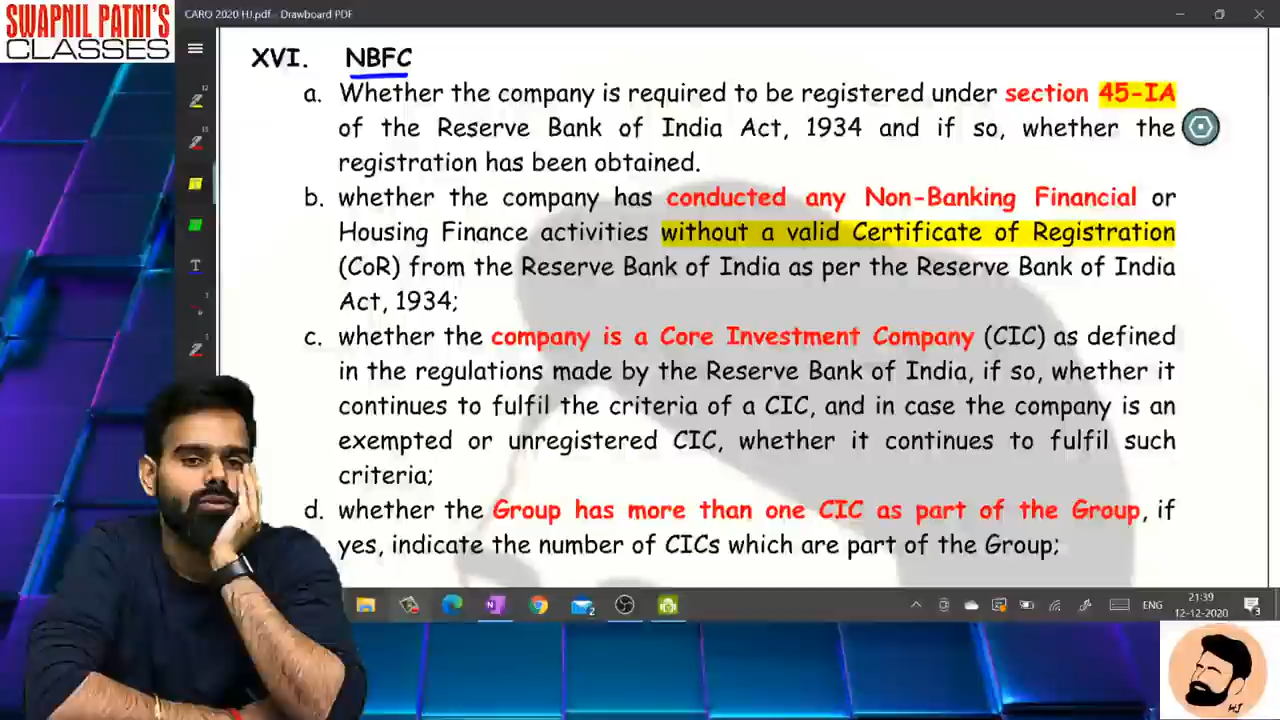 SWAPNIL PATNI'S
CLASSES
CARO 2020 HJ.pdf - Drawboard PDF
XVI. NBFC
a. Whether the company is required to be registered under section 45-IA
of the Reserve Bank of India Act, 1934 and if so, whether the
registration has been obtained.
b. whether the company has conducted any Non-Banking Financial or
Housing Finance activities without a valid Certificate of Registration
(CoR) from the Reserve Bank of India as per the Reserve Bank of India
Act, 1934;
c. whether the company is a Core Investment Company (CIC) as defined
in the regulations made by the Reserve Bank of India, if so, whether it
continues to fulfil the criteria of a CIC, and in case the company is an
exempted or unregistered CIC, whether it continues to fulfil such
criteria;
d. whether the Group has more than one CIC as part of the Group, if
yes, indicate the number of CICs which are part of the Group;
ENG
21:39
12-12-2020
HJ